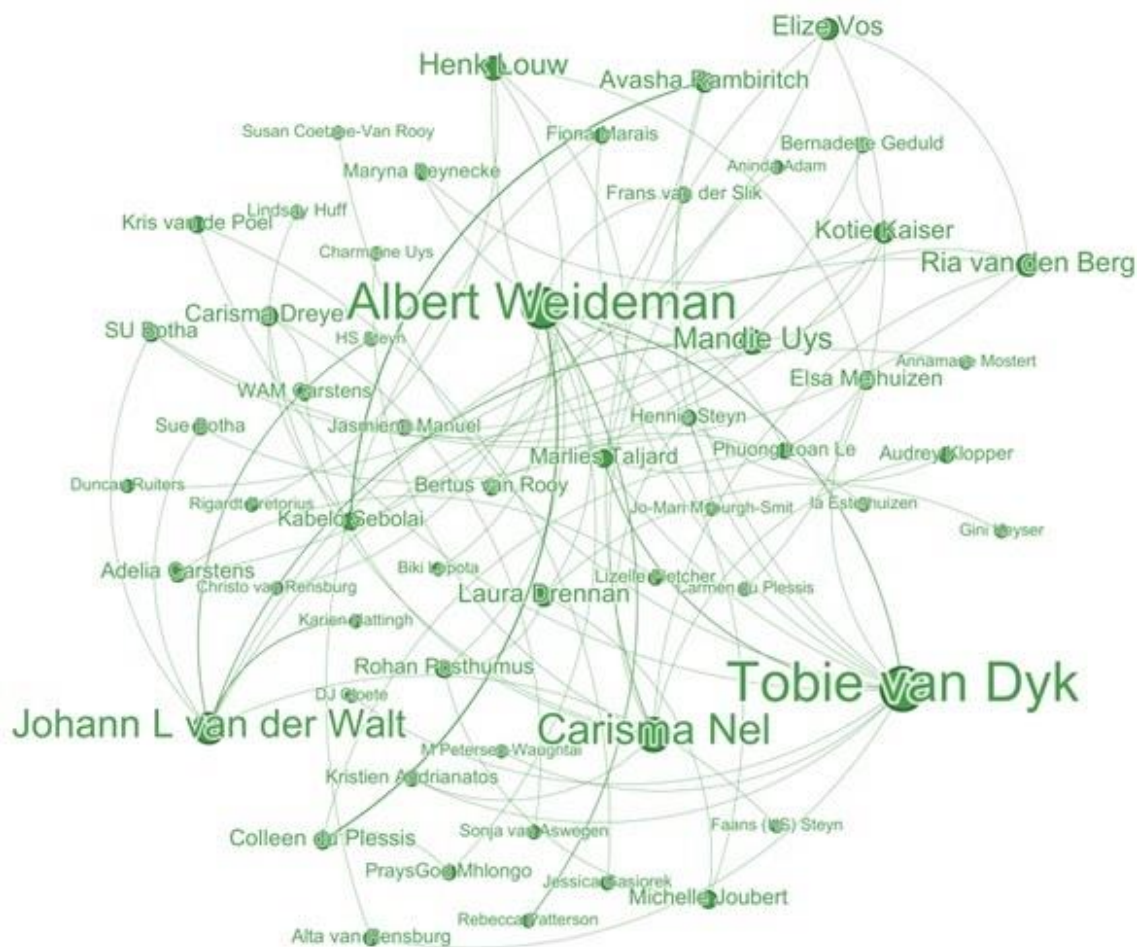 Elize Vos
Henk Louw
Avasha Rambiritch
Susan Coetzee-Van Rooy
Fiona Marais
Bernadette Geduld
Maryna Reynecke
Aninda Adam
Frans van der Slik
Lindsay Huff
Kris van de Poel
Kotie Kaiser
Charmaine Uys
Ria van den Berg
Albert Weideman
Carisma Dreye
SU Botha
HS Steyn
Mandie Uys
Annamarie Mostert
Elsa Meihuizen
WAM Carstens
Hennie Steyn
Sue Botha
Jasmiene Manuel
Phuong Loan Le
Audrey Klopper
Marlies Taljard
Duncan Ruiters
Bertus van Rooy
Rigardt Pretorius
Jo-Mari Myburgh-Smit
la Esterhuizen
Kabelo Sebolai
Gini Keyser
Adelia Carstens
Biki Lepota
Lizelle Fletcher
Christo van Rensburg
Laura Drennan
Carmen du Plessis
Karien Hattingh
Rohan Posthumus
Tobie van Dyk
DJ Cloete
Johann L van der Walt
Carisma Nel
M Petersen-Waughtal
Kristien Andrianatos
Faans (HS) Steyn
Colleen du Plessis
Sonja van Aswegen
PraysGod Mhlongo
Jessica Gasiorek
Michelle Joubert
Rebecca Patterson
Alta van Rensburg